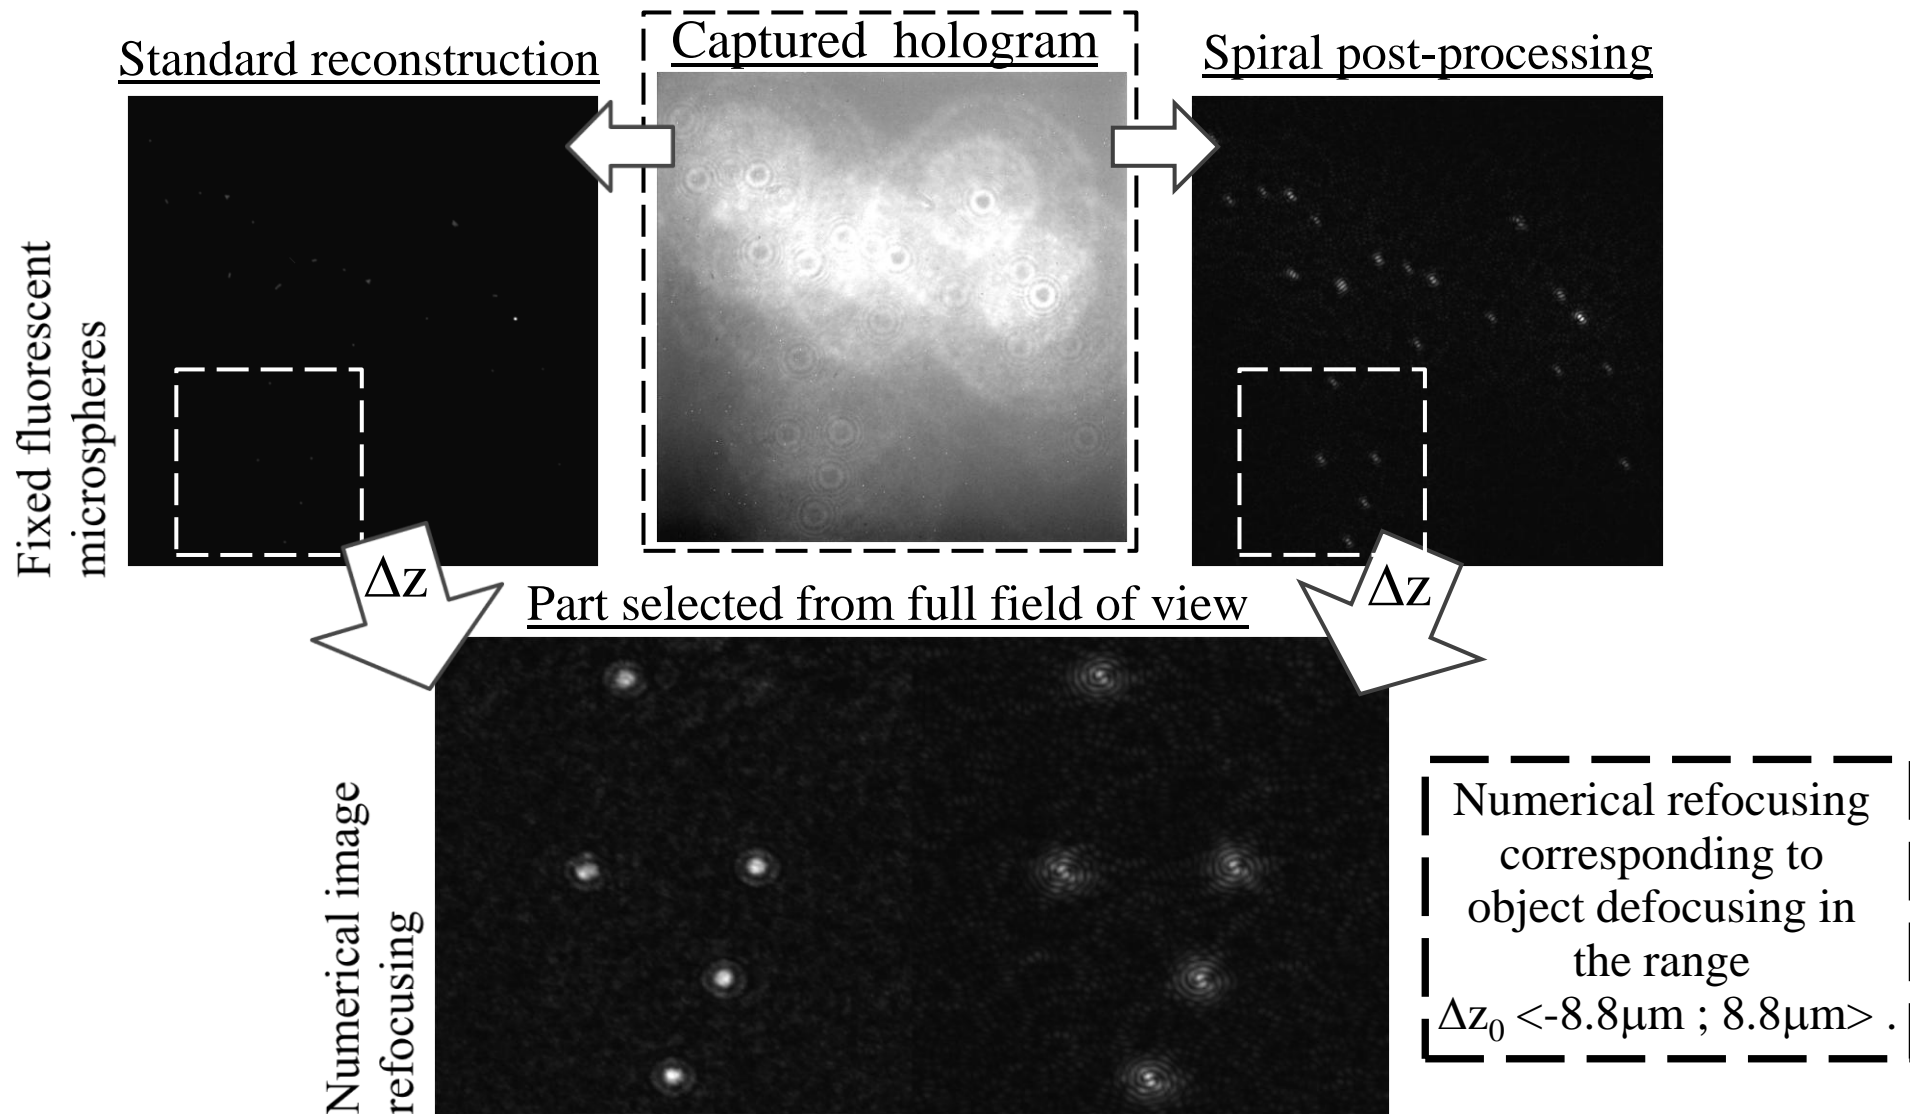 Standard reconstruction
Captured hologram
Spiral post-processing
Fixed fluorescent
microspheres
Δz
Δz
Part selected from full field of view
Numerical image
refocusing
Numerical refocusing
corresponding to
object defocusing in
the range
Δz₀ <-8.8μm ; 8.8μm> .